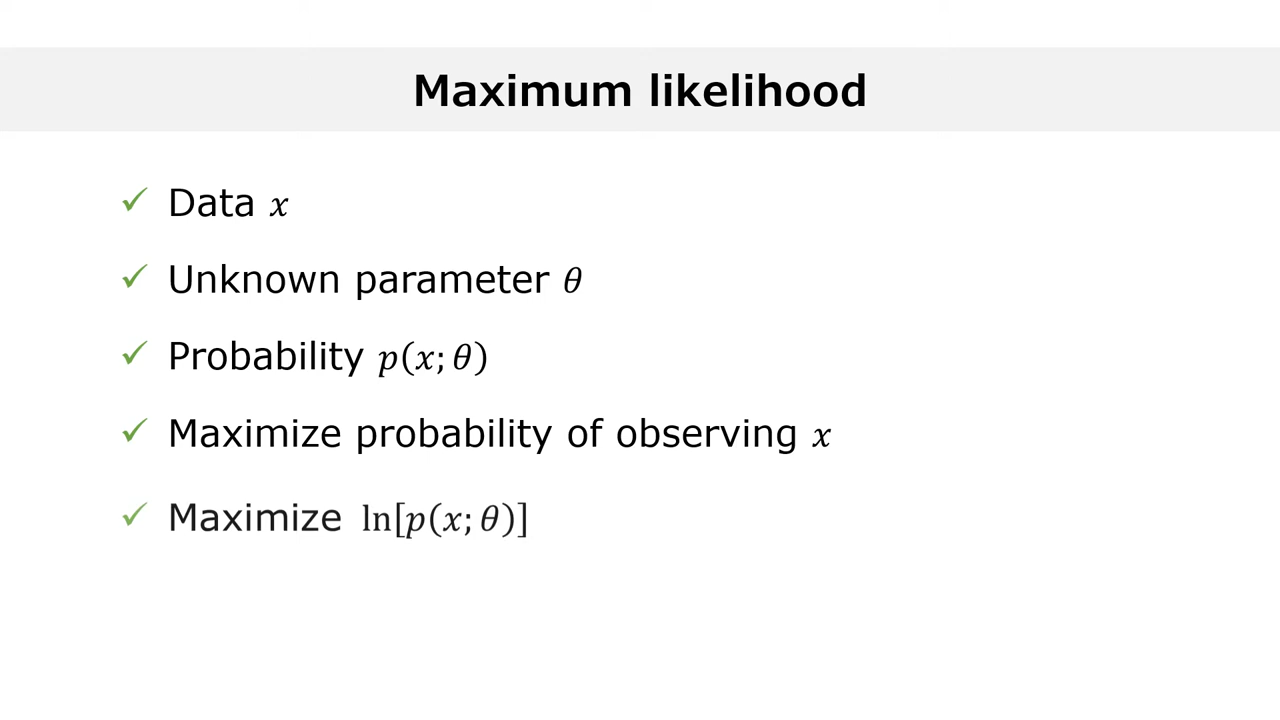 Maximum likelihood
✓ Data 𝑥
✓ Unknown parameter 𝜃
✓ Probability 𝑝(𝑥; 𝜃)
✓ Maximize probability of observing 𝑥
✓ Maximize ln[𝑝(𝑥; 𝜃)]